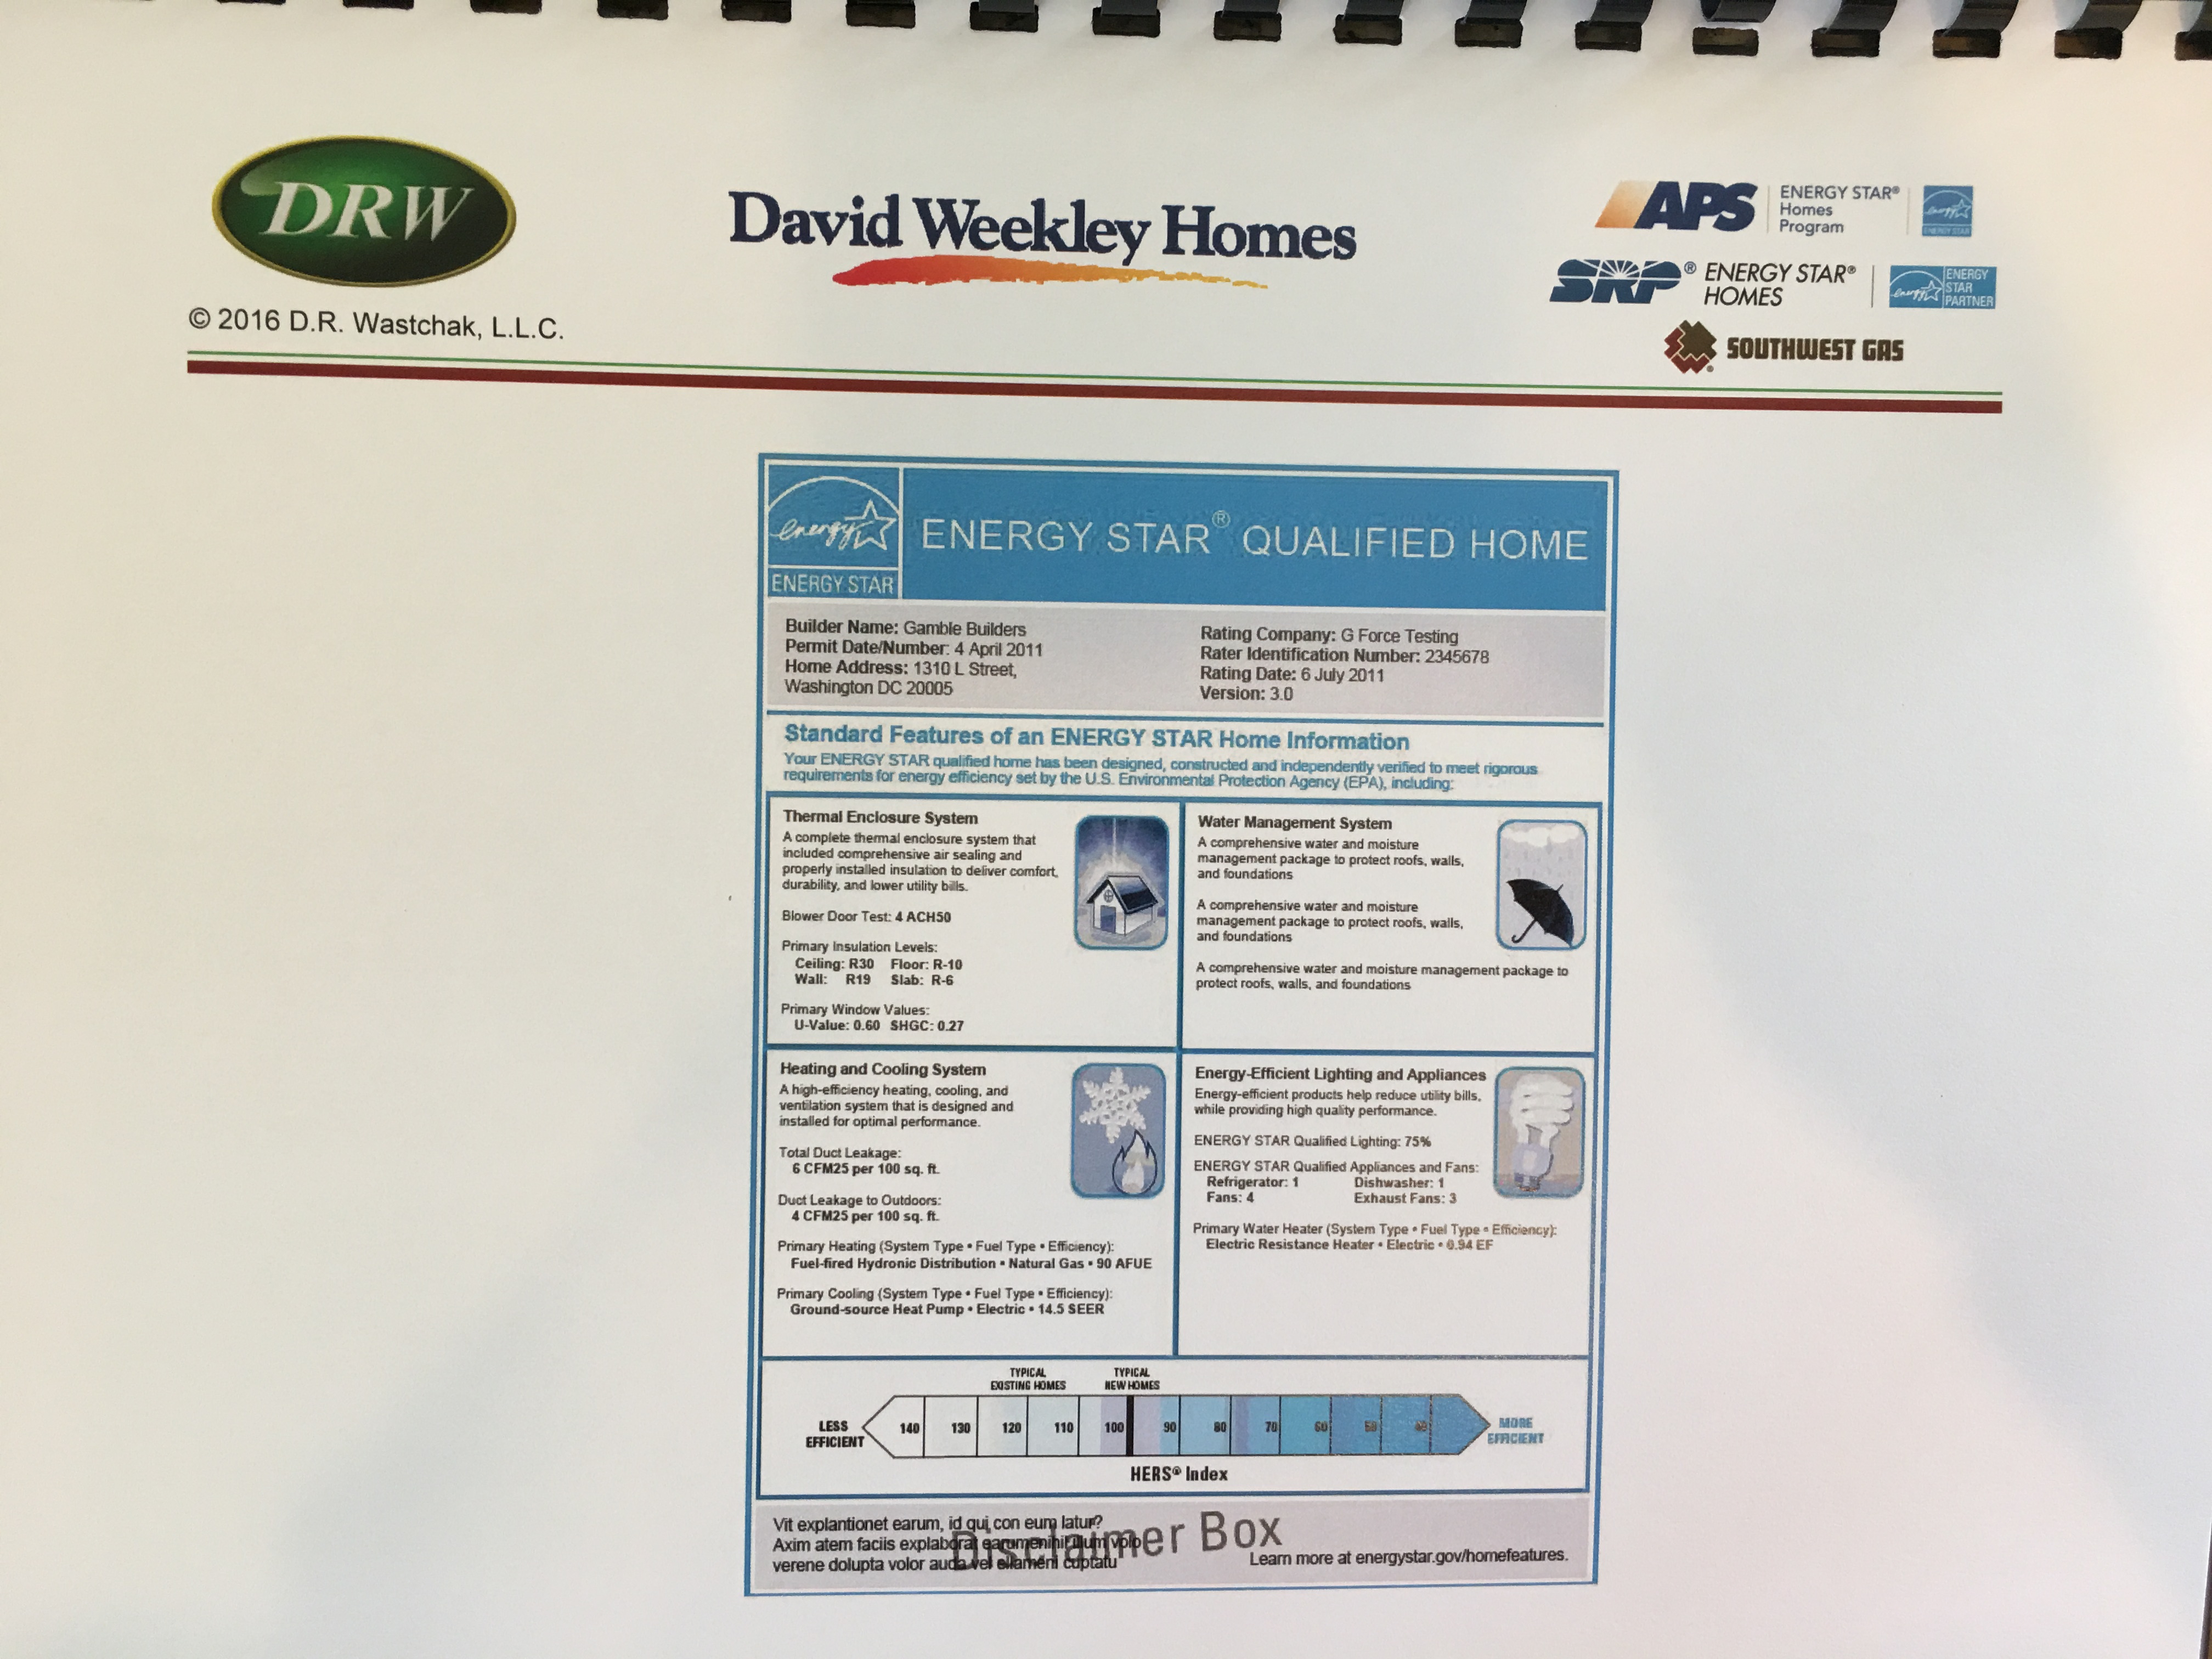 DRW
© 2016 D.R. Wastchak, L.L.C.
David Weekley Homes
APS
ENERGY STAR®
Homes
Program
ENERGY STAR
SRP®
ENERGY STAR®
HOMES
ENERGY
STAR
PARTNER
SOUTHWEST GAS
energy
ENERGY STAR
ENERGY STAR® QUALIFIED HOME
Builder Name: Gamble Builders
Permit Date/Number: 4 April 2011
Home Address: 1310 L Street,
Washington DC 20005
Rating Company: G Force Testing
Rater Identification Number: 2345678
Rating Date: 6 July 2011
Version: 3.0
Standard Features of an ENERGY STAR Home Information
Your ENERGY STAR qualified home has been designed, constructed and independently verified to meet rigorous
requirements for energy efficiency set by the U.S. Environmental Protection Agency (EPA), including:
Thermal Enclosure System
A complete thermal enclosure system that
included comprehensive air sealing and
properly installed insulation to deliver comfort,
durability, and lower utility bills.
Blower Door Test: 4 ACH50
Primary Insulation Levels:
Ceiling: R30 Floor: R-10
Wall: R19 Slab: R-6
Primary Window Values:
U-Value: 0.60 SHGC: 0.27
Water Management System
A comprehensive water and moisture
management package to protect roofs, walls,
and foundations
A comprehensive water and moisture
management package to protect roofs, walls,
and foundations
A comprehensive water and moisture management package to
protect roofs, walls, and foundations
Heating and Cooling System
A high-efficiency heating, cooling, and
ventilation system that is designed and
installed for optimal performance.
Total Duct Leakage:
6 CFM25 per 100 sq. ft.
Duct Leakage to Outdoors:
4 CFM25 per 100 sq. ft.
Primary Heating (System Type • Fuel Type • Efficiency):
Fuel-fired Hydronic Distribution • Natural Gas • 90 AFUE
Primary Cooling (System Type • Fuel Type • Efficiency):
Ground-source Heat Pump • Electric • 14.5 SEER
Energy-Efficient Lighting and Appliances
Energy-efficient products help reduce utility bills,
while providing high quality performance.
ENERGY STAR Qualified Lighting: 75%
ENERGY STAR Qualified Appliances and Fans:
Refrigerator: 1 Dishwasher: 1
Fans: 4 Exhaust Fans: 3
Primary Water Heater (System Type • Fuel Type • Efficiency):
Electric Resistance Heater • Electric • 0.94 EF
TYPICAL
EXISTING HOMES
TYPICAL
NEW HOMES
LESS
EFFICIENT
140 130 120 110 100 90 80 70 60 50 40
MORE
EFFICIENT
HERS® Index
Vit explantionet earum, id qui con eum latur?
Axim atem faciis explaborat earumenihil illum volo
verene dolupta volor auda vel ellament cuptatu
Disclaimer Box
Learn more at energystar.gov/homefeatures.